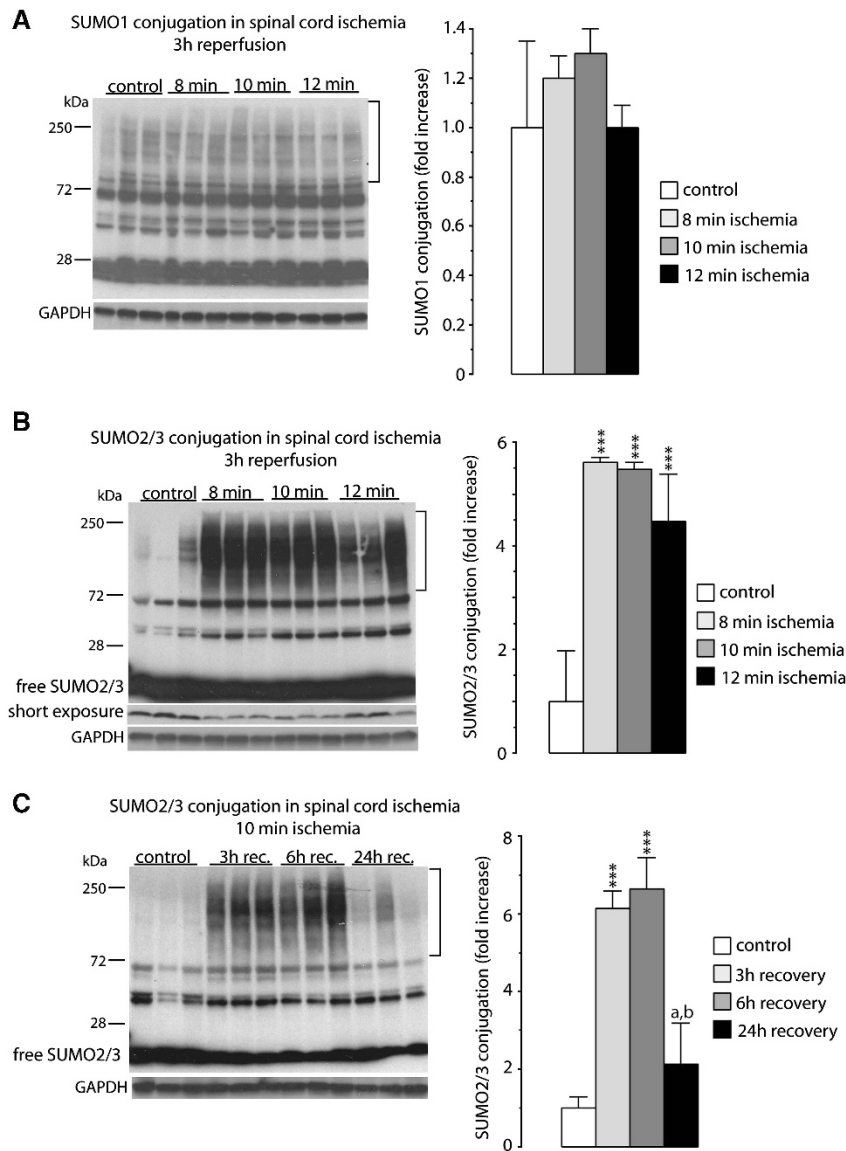 A
SUMO1 conjugation in spinal cord ischemia
3h reperfusion
control 8 min 10 min 12 min
kDa
250
72
28
GAPDH
SUMO1 conjugation (fold increase)
1.4
1.2
1.0
0.8
0.6
0.4
0.2
0
control
8 min ischemia
10 min ischemia
12 min ischemia
B
SUMO2/3 conjugation in spinal cord ischemia
3h reperfusion
control 8 min 10 min 12 min
kDa
250
72
28
free SUMO2/3
short exposure
GAPDH
SUMO2/3 conjugation (fold increase)
6
4
2
0
*** *** ***
control
8 min ischemia
10 min ischemia
12 min ischemia
C
SUMO2/3 conjugation in spinal cord ischemia
10 min ischemia
control 3h rec. 6h rec. 24h rec.
kDa
250
72
28
free SUMO2/3
GAPDH
SUMO2/3 conjugation (fold increase)
8
6
4
2
0
*** *** a,b
control
3h recovery
6h recovery
24h recovery